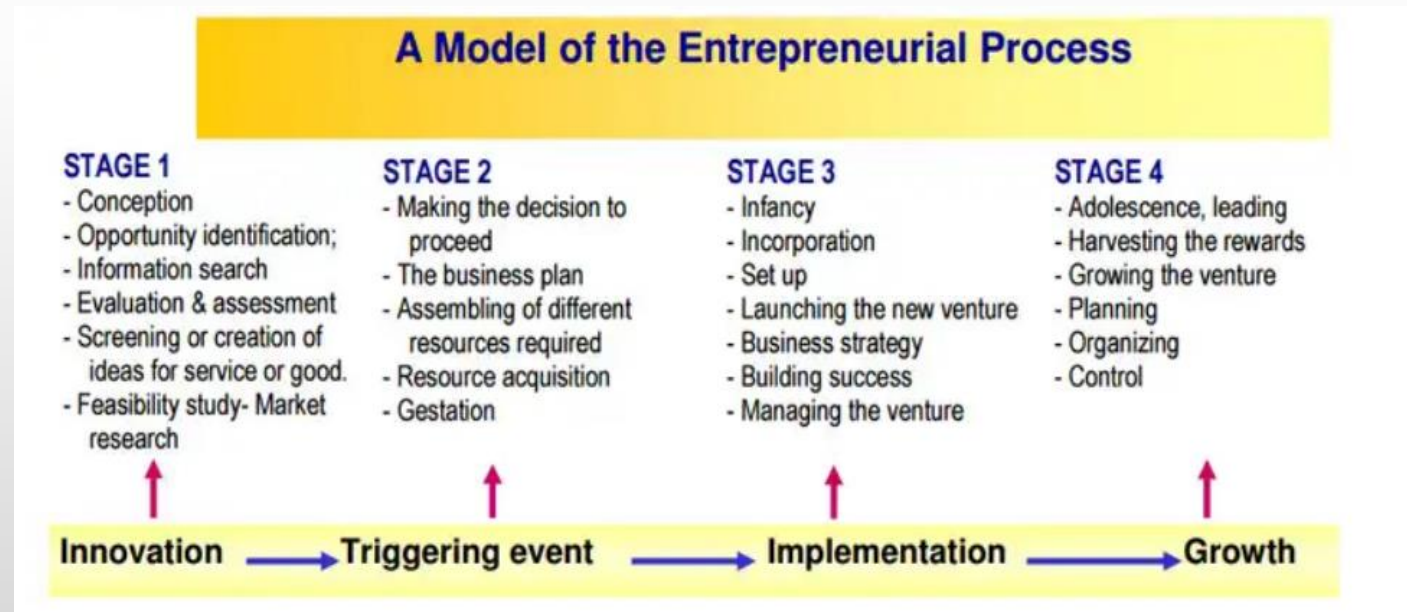 A Model of the Entrepreneurial Process
STAGE 1
- Conception
- Opportunity identification;
- Information search
- Evaluation & assessment
- Screening or creation of
ideas for service or good.
- Feasibility study- Market
research
STAGE 2
- Making the decision to
proceed
- The business plan
- Assembling of different
resources required
- Resource acquisition
- Gestation
STAGE 3
- Infancy
- Incorporation
- Set up
- Launching the new venture
- Business strategy
- Building success
- Managing the venture
STAGE 4
- Adolescence, leading
- Harvesting the rewards
- Growing the venture
- Planning
- Organizing
- Control
Innovation Triggering event Implementation Growth